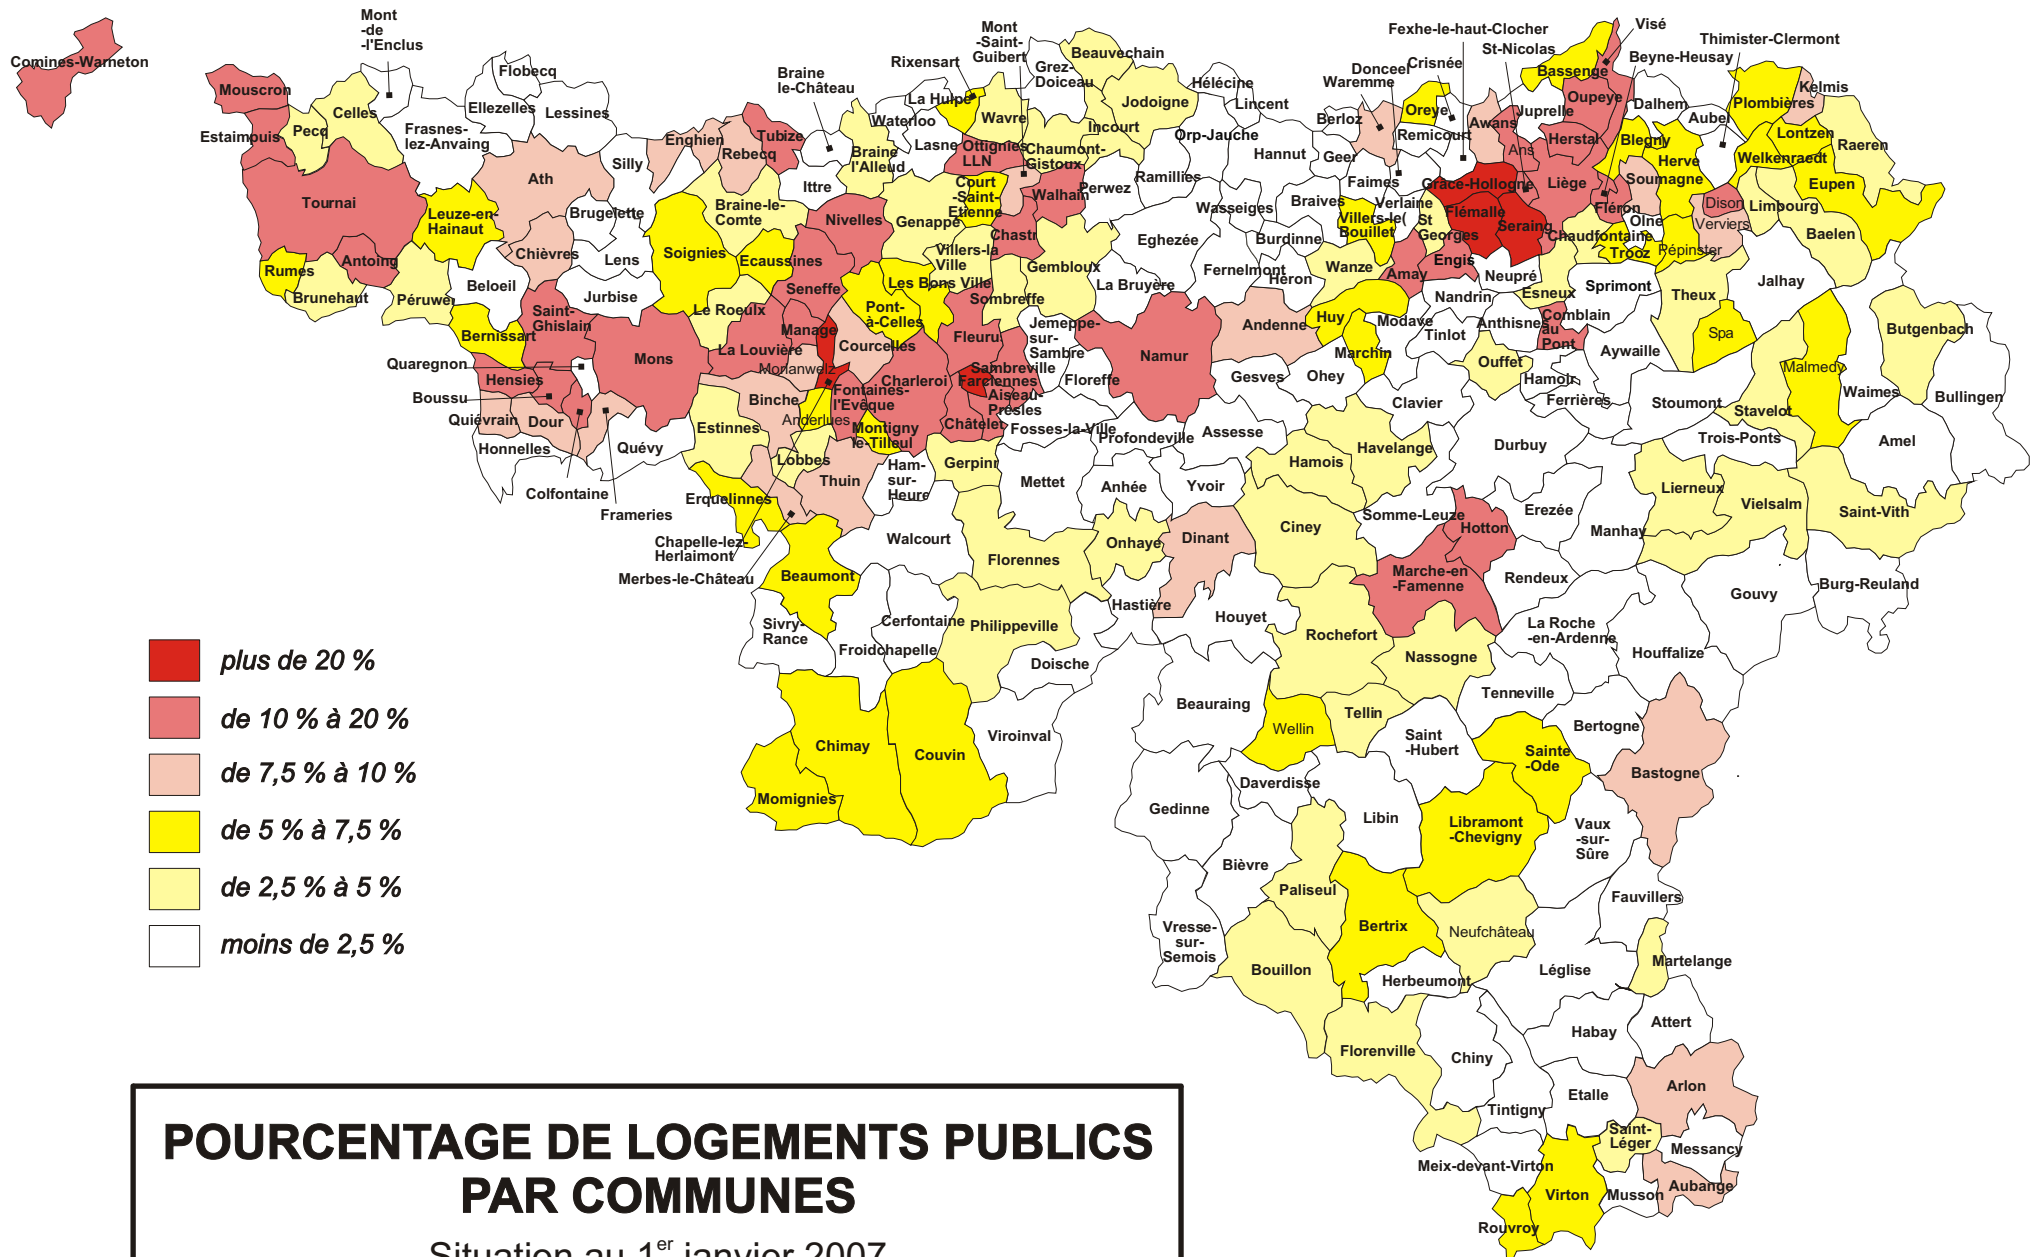 Comines-Warneton
Mouscron
Estaimpuis
Pecq
Celles
Mont
-de
-l'Enclus
Frasnes-
lez-Anvaing
Flobecq
Ellezelles
Lessines
Tournai
Antoing
Rumes
Brunehaut
Péruwe
Leuze-en-
Hainaut
Ath
Chièvres
Beloeil
Bernissart
Silly
Brugelette
Lens
Jurbise
Enghien
Rebecq
Tubize
Braine
le-Château
Ittre
Braine
l'Alleud
Waterloo
La Hulpe
Rixensart
Lasne
Wavre
Ottignies
LLN
Mont
-Saint-
Guibert
Grez-
Doiceau
Beauvechain
Jodoigne
Incourt
Chaumont-
Gistoux
Hélécine
Lincent
Orp-Jauche
Ramillies
Perwez
Walhain
Court
-Saint-
Etienne
Chastr
Genappe
Villers-la
Ville
Nivelles
Braine-le-
Comte
Soignies
Ecaussines
Seneffe
Le Roeulx
Manage
La Louvière
Morlanwelz
Courcelles
Pont-
à-Celles
Les Bons Ville
Sombreffe
Gembloux
Fleurus
Sambreville
Farciennes
Aiseau-
Presles
Charleroi
Châtelet
Fontaines-
l'Evêque
Montigny
le-Tilleul
Anderlues
Binche
Estinnes
Lobbes
Thuin
Ham-
sur-
Heure
Gerpinn
Erquelinnes
Chapelle-lez-
Herlaimont
Merbes-le-Château
Saint-
Ghislain
Mons
Quaregnon
Hensies
Boussu
Quiévrain
Dour
Honnelles
Quévy
Colfontaine
Frameries
Beaumont
Sivry-
Rance
Froidchapelle
Cerfontaine
Walcourt
Florennes
Philippeville
Doische
Viroinval
Couvin
Chimay
Momignies
Jemeppe-
sur-
Sambre
Floreffe
Fosses-la-Ville
Profondeville
Mettet
Anhée
Yvoir
Onhaye
Dinant
Hastière
Houyet
Assesse
Gesves
Ohey
Namur
La Bruyère
Eghezée
Fernelmont
Andenne
Hannut
Wasseiges
Burdinne
Héron
Braives
Geer
Berloz
Waremme
Donceel
Crisnée
Oreye
Remicourt
Faimes
Fexhe-le-haut-Clocher
St-Nicolas
Visé
Beyne-Heusay
Thimister-Clermont
Bassenge
Juprelle
Oupeye
Awans
Ans
Herstal
Dalhem
Aubel
Plombières
Kelmis
Lontzen
Raeren
Blegny
Herve
Welkenraedt
Eupen
Soumagne
Liège
Grâce-Hollogne
Flémalle
Seraing
Verlaine
Villers-le(
Bouillet
St
Georges
Engis
Amay
Wanze
Huy
Marchin
Modave
Nandrin
Tinlot
Neupré
Anthisnes
Esneux
Comblain
au
Pont
Ouffet
Hamoir
Ferrières
Clavier
Fléron
Olne
Chaudfontaine
Trooz
Pépinster
Dison
Verviers
Limbourg
Baelen
Jalhay
Theux
Spa
Sprimont
Aywaille
Stoumont
Stavelot
Malmedy
Waimes
Butgenbach
Bullingen
Amel
Trois-Ponts
Lierneux
Vielsalm
Saint-Vith
Burg-Reuland
Gouvy
Manhay
Erezée
Durbuy
Hamois
Havelange
Somme-Leuze
Ciney
Hotton
Marche-en
-Famenne
Rendeux
La Roche
-en-Ardenne
Houffalize
Rochefort
Nassogne
Tenneville
Bertogne
Bastogne
Beauraing
Wellin
Tellin
Saint
-Hubert
Sainte
-Ode
Gedinne
Daverdisse
Libin
Libramont
-Chevigny
Vaux
-sur-
Sûre
Bièvre
Paliseul
Bertrix
Neufchâteau
Fauvillers
Vresse-
sur-
Semois
Bouillon
Herbeumont
Léglise
Martelange
Florenville
Chiny
Habay
Attert
Etalle
Arlon
Tintigny
Saint-
Léger
Messancy
Meix-devant-Virton
Virton
Musson
Aubange
Rouvroy
plus de 20 %
de 10 % à 20 %
de 7,5 % à 10 %
de 5 % à 7,5 %
de 2,5 % à 5 %
moins de 2,5 %
POURCENTAGE DE LOGEMENTS PUBLICS
PAR COMMUNES
Situation au 1er janvier 2007